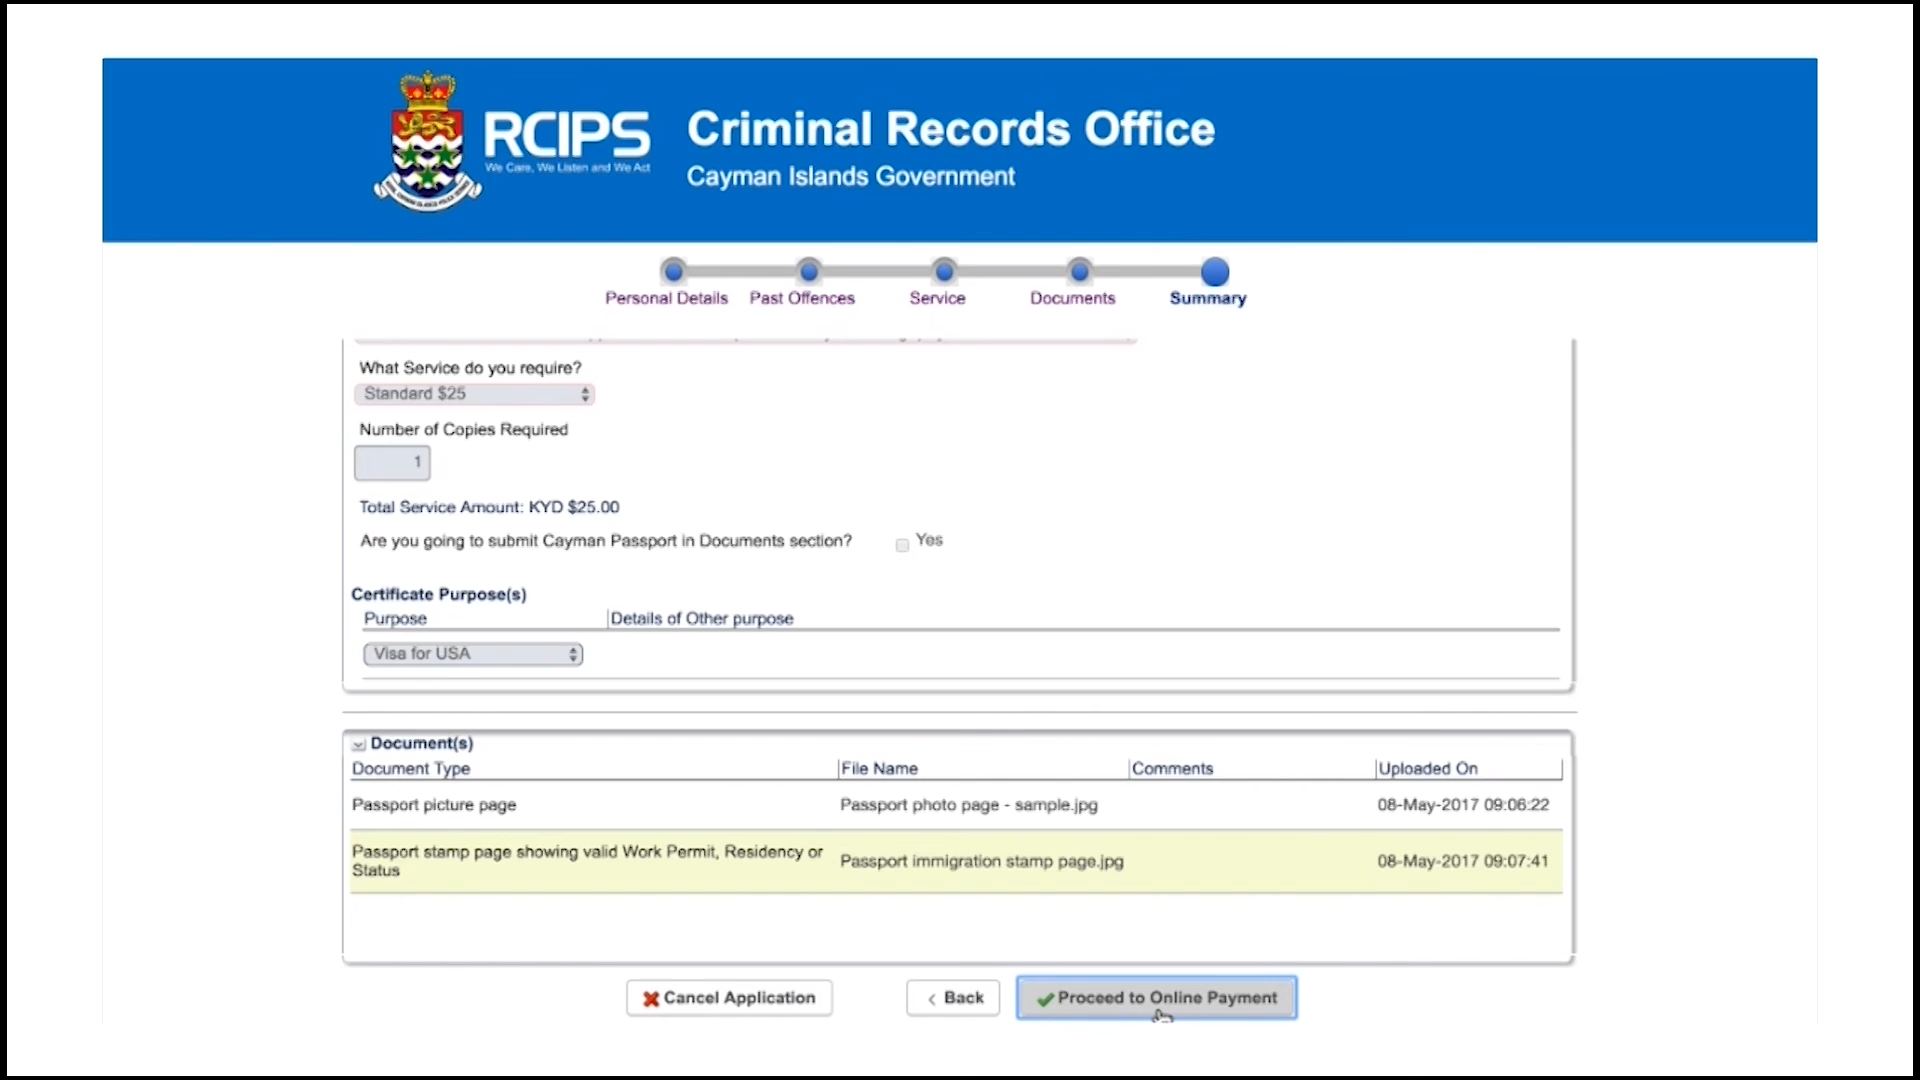 RCIPS
We Care, We Listen and We Act
Criminal Records Office
Cayman Islands Government
Personal Details
Past Offences
Service
Documents
Summary
What Service do you require?
Standard $25
Number of Copies Required
1
Total Service Amount: KYD $25.00
Are you going to submit Cayman Passport in Documents section? Yes
Certificate Purpose(s)
Purpose Details of Other purpose
Visa for USA
Document(s)
Document Type File Name Comments Uploaded On
Passport picture page Passport photo page - sample.jpg 08-May-2017 09:06:22
Passport stamp page showing valid Work Permit, Residency or
Status Passport immigration stamp page.jpg 08-May-2017 09:07:41
Cancel Application
‹ Back
Proceed to Online Payment